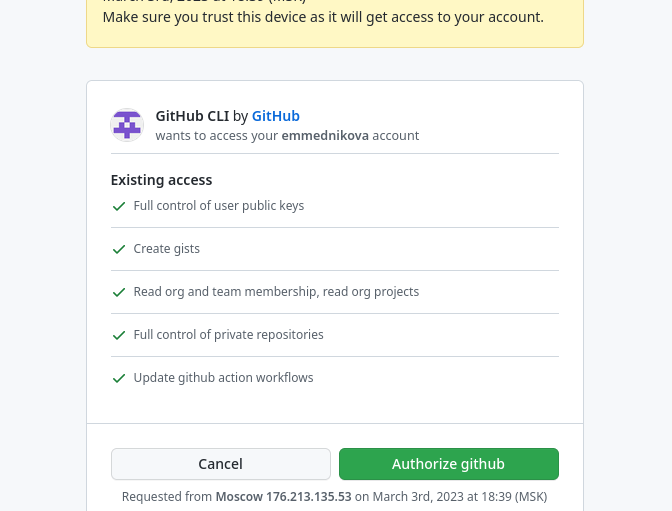 Make sure you trust this device as it will get access to your account.
GitHub CLI by GitHub
wants to access your emmednikova account
Existing access
Full control of user public keys
Create gists
Read org and team membership, read org projects
Full control of private repositories
Update github action workflows
Cancel
Authorize github
Requested from Moscow 176.213.135.53 on March 3rd, 2023 at 18:39 (MSK)